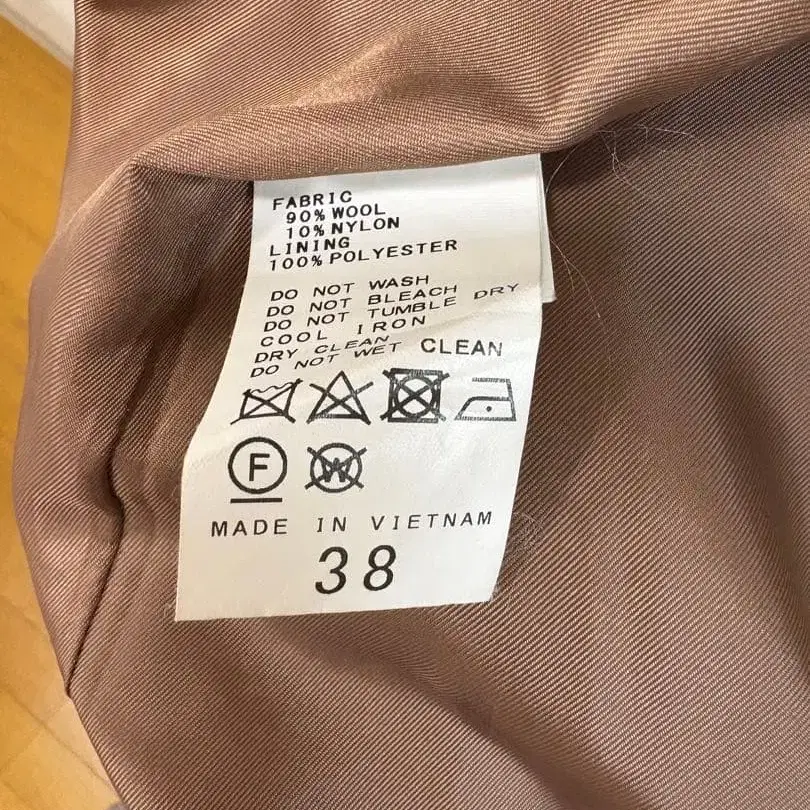 FABRIC
90% WOOL
10% NYLON
LINING
100% POLYESTER
DO NOT WASH
DO NOT BLEACH
DO NOT TUMBLE DRY
COOL IRON
DRY CLEAN
DO NOT WET CLEAN
F W
MADE IN VIETNAM
38